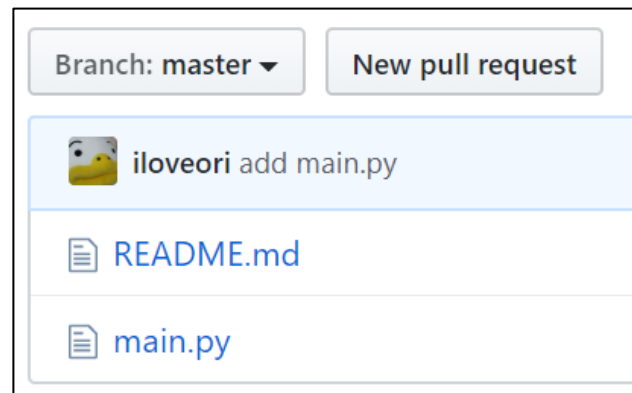 Branch: master New pull request
iloveori add main.py
README.md
main.py